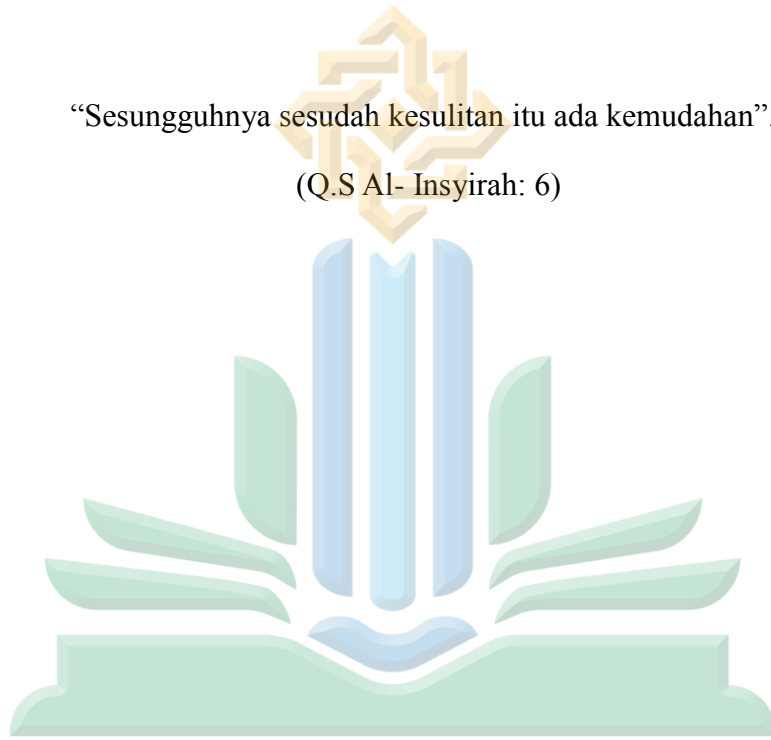 “Sesungguhnya sesudah kesulitan itu ada kemudahan”.
(Q.S Al- Insyirah: 6)